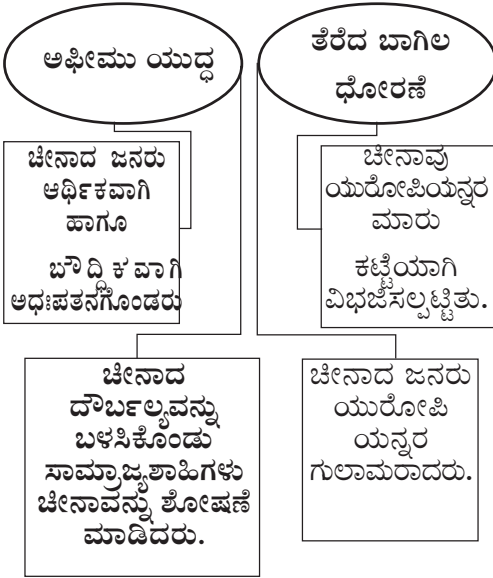 ಅಫೀಮು ಯುದ್ಧ
ಚೀನಾದ ಜನರು
ಆರ್ಥಿಕವಾಗಿ
ಹಾಗೂ
ಬೌದ್ಧಿಕವಾಗಿ
ಅಧಃಪತನಗೊಂಡರು
ಚೀನಾದ
ದೌರ್ಬಲ್ಯವನ್ನು
ಬಳಸಿಕೊಂಡು
ಸಾಮ್ರಾಜ್ಯಶಾಹಿಗಳು
ಚೀನಾವನ್ನು ಶೋಷಣೆ
ಮಾಡಿದರು.
ತೆರೆದ ಬಾಗಿಲ
ಧೋರಣೆ
ಚೀನಾವು
ಯುರೋಪಿಯನ್ನರ
ಮಾರು
ಕಟ್ಟೆಯಾಗಿ
ವಿಭಜಿಸಲ್ಪಟ್ಟಿತು.
ಚೀನಾದ ಜನರು
ಯುರೋಪಿ
ಯನ್ನರ
ಗುಲಾಮರಾದರು.